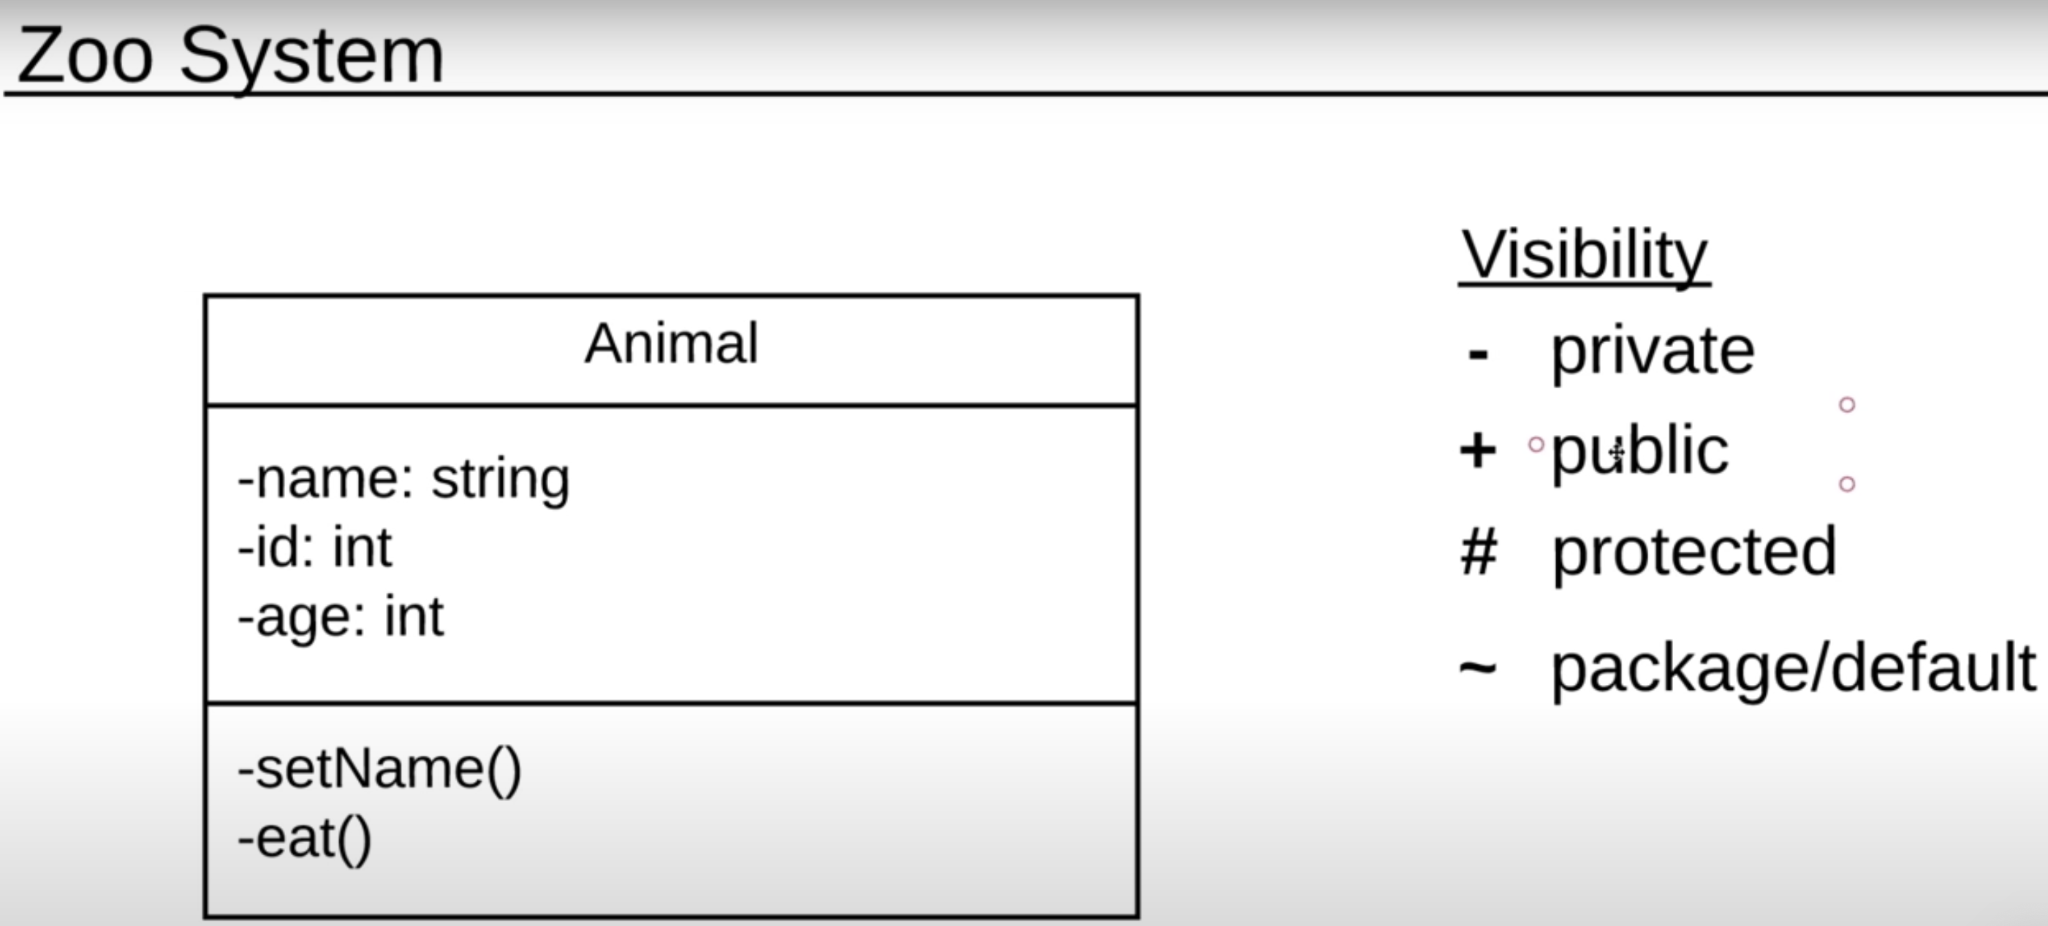 Zoo System
Animal
-name: string
-id: int
-age: int
-setName()
-eat()
Visibility
- private
+ public
# protected
~ package/default